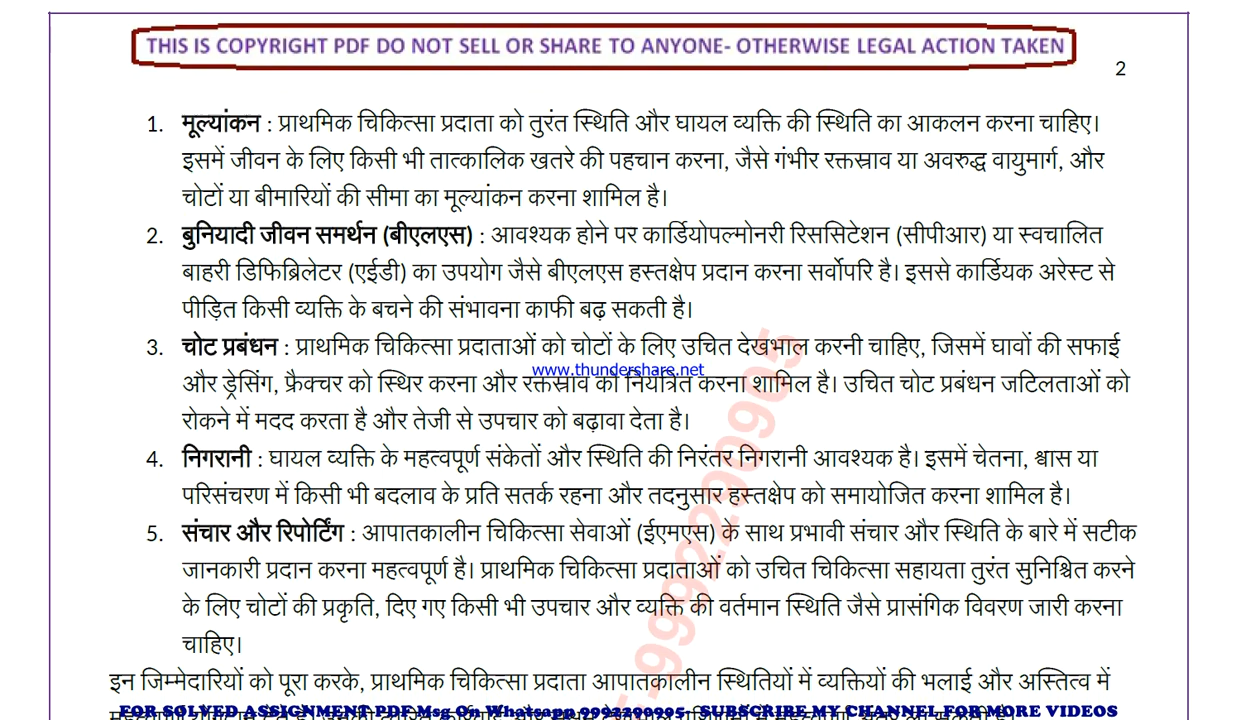 THIS IS COPYRIGHT PDF DO NOT SELL OR SHARE TO ANYONE- OTHERWISE LEGAL ACTION TAKEN
2
1. मूल्यांकन : प्राथमिक चिकित्सा प्रदाता को तुरंत स्थिति और घायल व्यक्ति की स्थिति का आकलन करना चाहिए।
इसमें जीवन के लिए किसी भी तात्कालिक खतरे की पहचान करना, जैसे गंभीर रक्तस्राव या अवरुद्ध वायुमार्ग, और
चोटों या बीमारियों की सीमा का मूल्यांकन करना शामिल है।
2. बुनियादी जीवन समर्थन (बीएलएस) : आवश्यक होने पर कार्डियोपल्मोनरी रिससिटेशन (सीपीआर) या स्वचालित
बाहरी डिफिब्रिलेटर (एईडी) का उपयोग जैसे बीएलएस हस्तक्षेप प्रदान करना सर्वोपरि है। इससे कार्डियक अरेस्ट से
पीड़ित किसी व्यक्ति के बचने की संभावना काफी बढ़ सकती है।
3. चोट प्रबंधन : प्राथमिक चिकित्सा प्रदाताओं को चोटों के लिए उचित देखभाल करनी चाहिए, जिसमें घावों की सफाई
www.thundershare.net
और ड्रेसिंग, फ्रैक्चर को स्थिर करना और रक्तस्राव को नियंत्रित करना शामिल है। उचित चोट प्रबंधन जटिलताओं को
रोकने में मदद करता है और तेजी से उपचार को बढ़ावा देता है।
4. निगरानी : घायल व्यक्ति के महत्वपूर्ण संकेतों और स्थिति की निरंतर निगरानी आवश्यक है। इसमें चेतना, श्वास या
परिसंचरण में किसी भी बदलाव के प्रति सतर्क रहना और तदनुसार हस्तक्षेप को समायोजित करना शामिल है।
5. संचार और रिपोर्टिंग : आपातकालीन चिकित्सा सेवाओं (ईएमएस) के साथ प्रभावी संचार और स्थिति के बारे में सटीक
जानकारी प्रदान करना महत्वपूर्ण है। प्राथमिक चिकित्सा प्रदाताओं को उचित चिकित्सा सहायता तुरंत सुनिश्चित करने
के लिए चोटों की प्रकृति, दिए गए किसी भी उपचार और व्यक्ति की वर्तमान स्थिति जैसे प्रासंगिक विवरण जारी करना
चाहिए।
इन जिम्मेदारियों को पूरा करके, प्राथमिक चिकित्सा प्रदाता आपातकालीन स्थितियों में व्यक्तियों की भलाई और अस्तित्व में
FOR SOLVED ASSIGNMENT PDF Msg On Whatsapp 9992290905, SUBSCRIBE MY CHANNEL FOR MORE VIDEOS
-9992290905